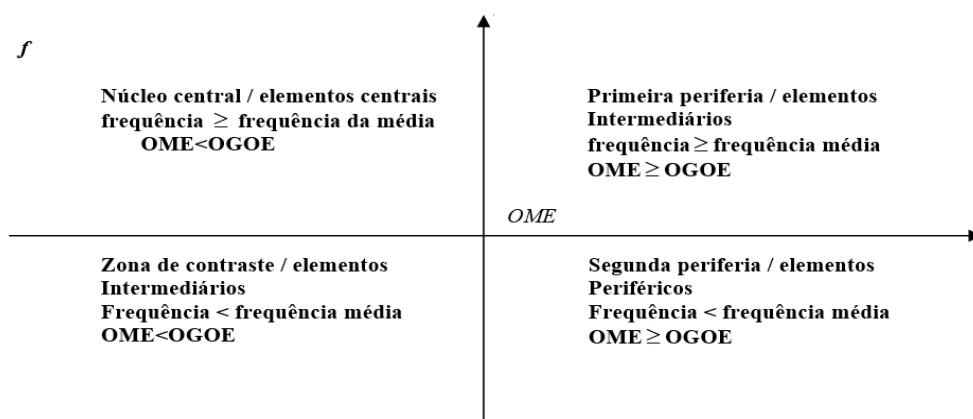 f
Núcleo central / elementos centrais
frequência ≥ frequência da média
OME<OGOE
Primeira periferia / elementos
Intermediários
frequência ≥ frequência média
OME ≥ OGOE
OME
Zona de contraste / elementos
Intermediários
Frequência < frequência média
OME<OGOE
Segunda periferia / elementos
Periféricos
Frequência < frequência média
OME ≥ OGOE